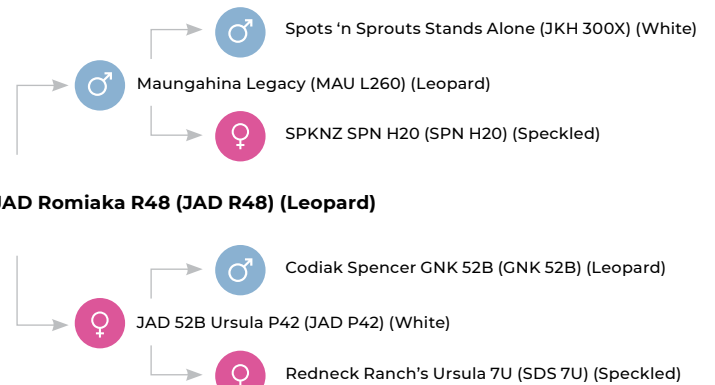 Spots ‘n Sprouts Stands Alone (JKH 300X) (White)
Maungahina Legacy (MAU L260) (Leopard)
SPKNZ SPN H20 (SPN H20) (Speckled)
JAD Romiaka R48 (JAD R48) (Leopard)
Codiak Spencer GNK 52B (GNK 52B) (Leopard)
JAD 52B Ursula P42 (JAD P42) (White)
Redneck Ranch’s Ursula 7U (SDS 7U) (Speckled)